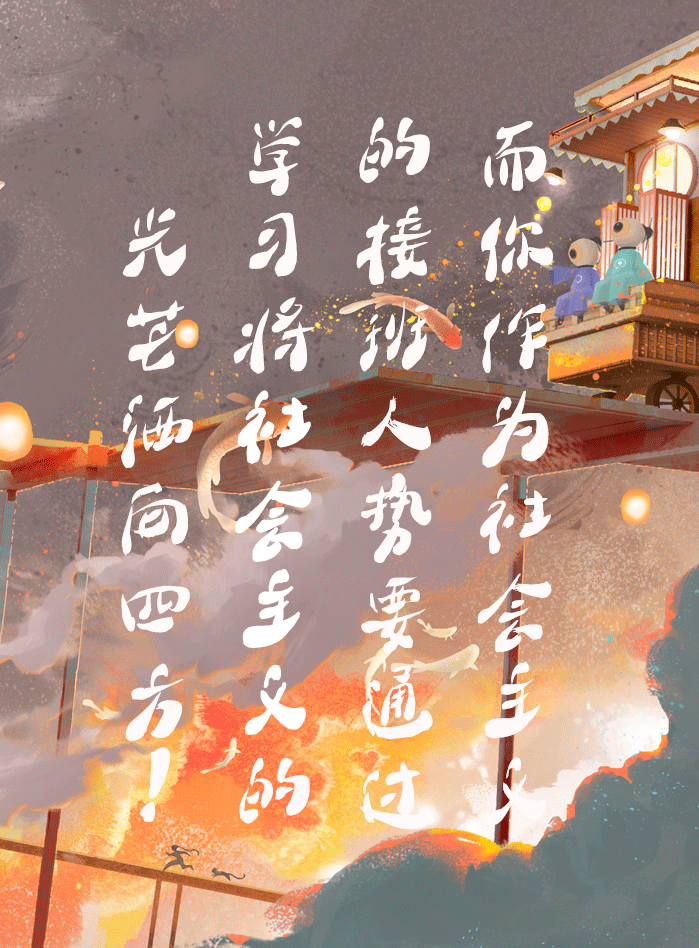 而你作为社会主义
的接班人势要通过
学习将社会主义的
光芒洒向四方！